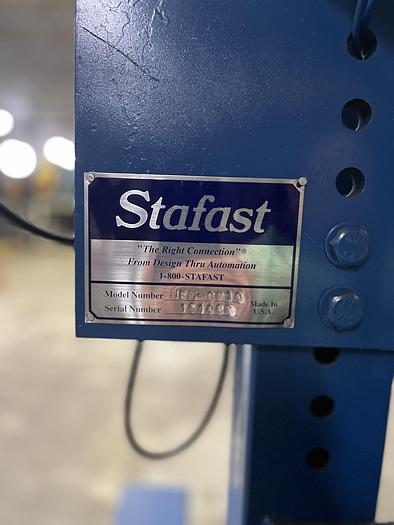 Stafast
"The Right Connection"®
From Design Thru Automation
1-800-STAFAST
Model Number
Serial Number
Made In
U.S.A.